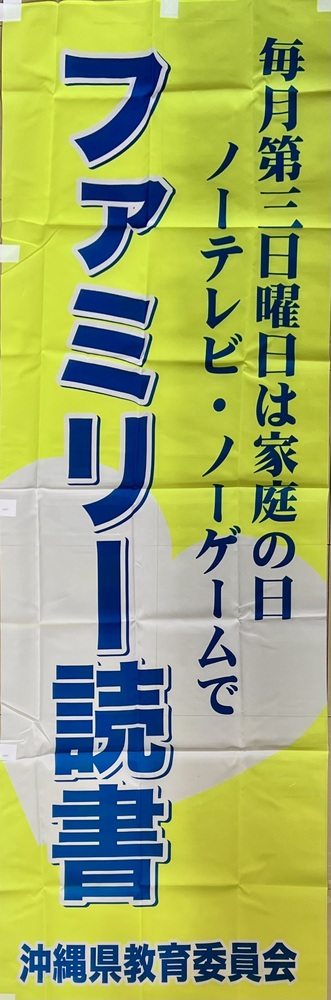 毎月第三日曜日は家庭の日
ノーテレビ・ノーゲームで
ファミリー読書
沖縄県教育委員会